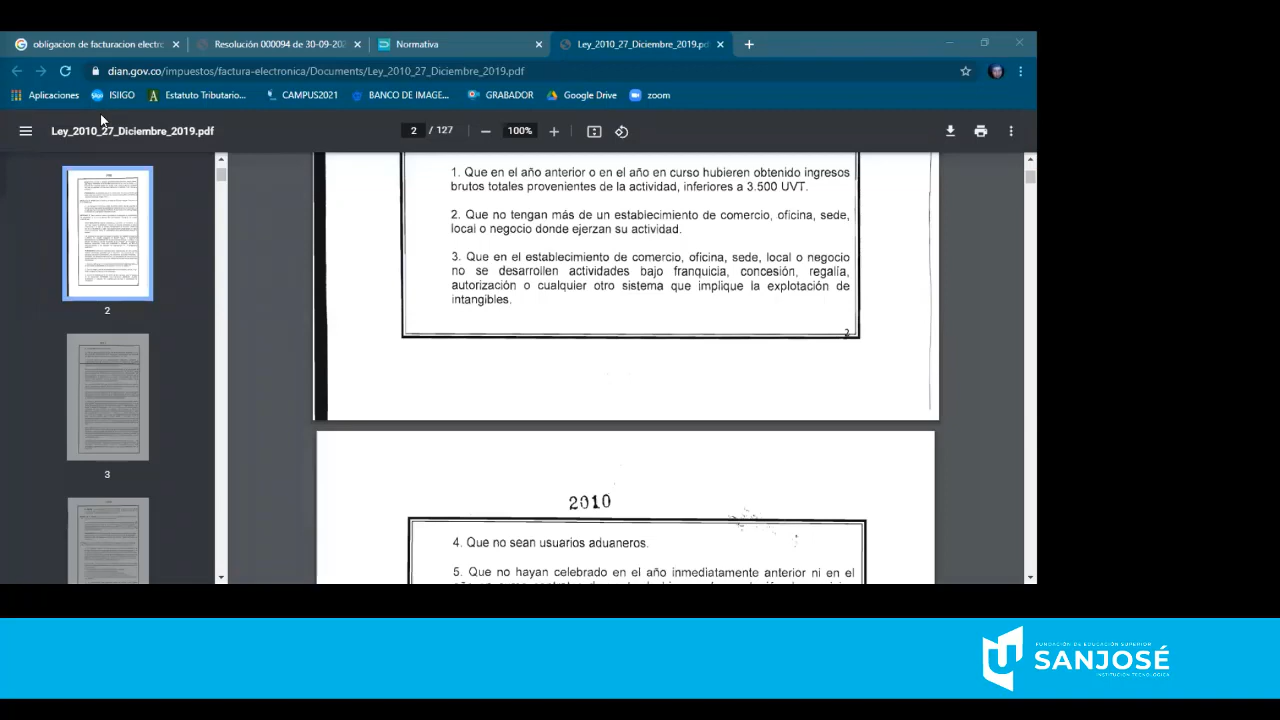 obligacion de facturacion electr
Resolución 000094 de 30-09-202
Normativa
Ley_2010_27_Diciembre_2019.pdf
dian.gov.co/impuestos/factura-electronica/Documents/Ley_2010_27_Diciembre_2019.pdf
Aplicaciones
SIIGO
Estatuto Tributario...
CAMPUS2021
BANCO DE IMAGE...
GRABADOR
Google Drive
zoom
Ley_2010_27_Diciembre_2019.pdf
2 / 127
100%
2
3
1. Que en el año anterior o en el año en curso hubieren obtenido ingresos
brutos totales provenientes de la actividad, inferiores a 3.500 UVT.
2. Que no tengan más de un establecimiento de comercio, oficina, sede,
local o negocio donde ejerzan su actividad.
3. Que en el establecimiento de comercio, oficina, sede, local o negocio
no se desarrollen actividades bajo franquicia, concesión, regalía,
autorización o cualquier otro sistema que implique la explotación de
intangibles.
2
2010
4. Que no sean usuarios aduaneros.
5. Que no hayan celebrado en el año inmediatamente anterior ni en el
FUNDACIÓN DE EDUCACIÓN SUPERIOR
SANJOSÉ
INSTITUCIÓN TECNOLÓGICA